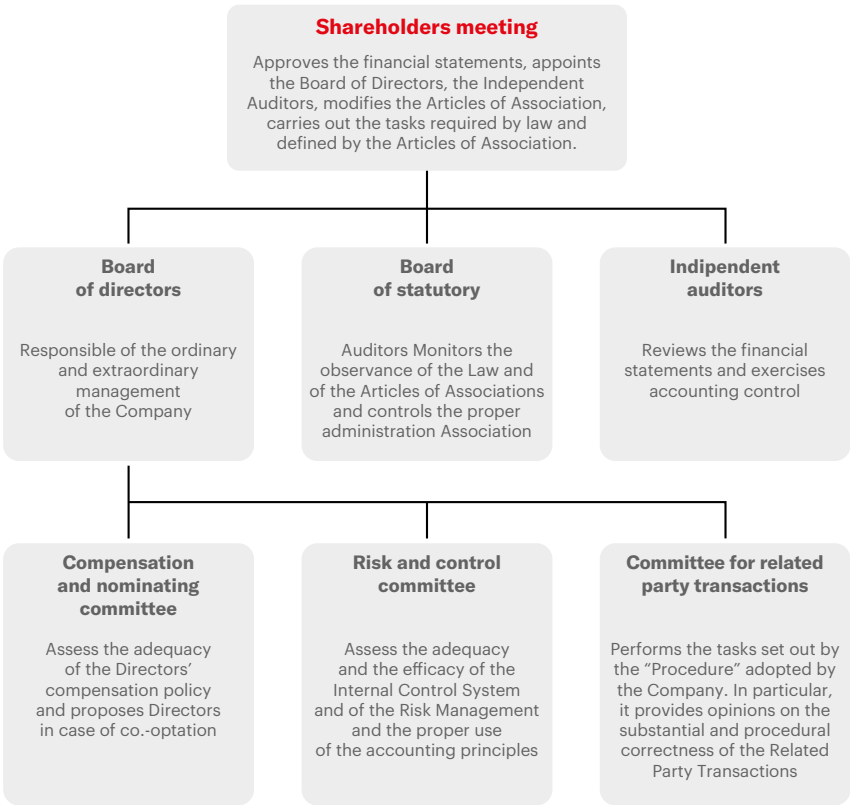 Shareholders meeting
Approves the financial statements, appoints
the Board of Directors, the Independent
Auditors, modifies the Articles of Association,
carries out the tasks required by law and
defined by the Articles of Association.
Board
of directors
Responsible of the ordinary
and extraordinary
management
of the Company
Board
of statutory
Auditors Monitors the
observance of the Law and
of the Articles of Associations
and controls the proper
administration Association
Indipendent
auditors
Reviews the financial
statements and exercises
accounting control
Compensation
and nominating
committee
Assess the adequacy
of the Directors’
compensation policy
and proposes Directors
in case of co.-optation
Risk and control
committee
Assess the adequacy
and the efficacy of the
Internal Control System
and of the Risk Management
and the proper use
of the accounting principles
Committee for related
party transactions
Performs the tasks set out by
the “Procedure” adopted by
the Company. In particular,
it provides opinions on the
substantial and procedural
correctness of the Related
Party Transactions